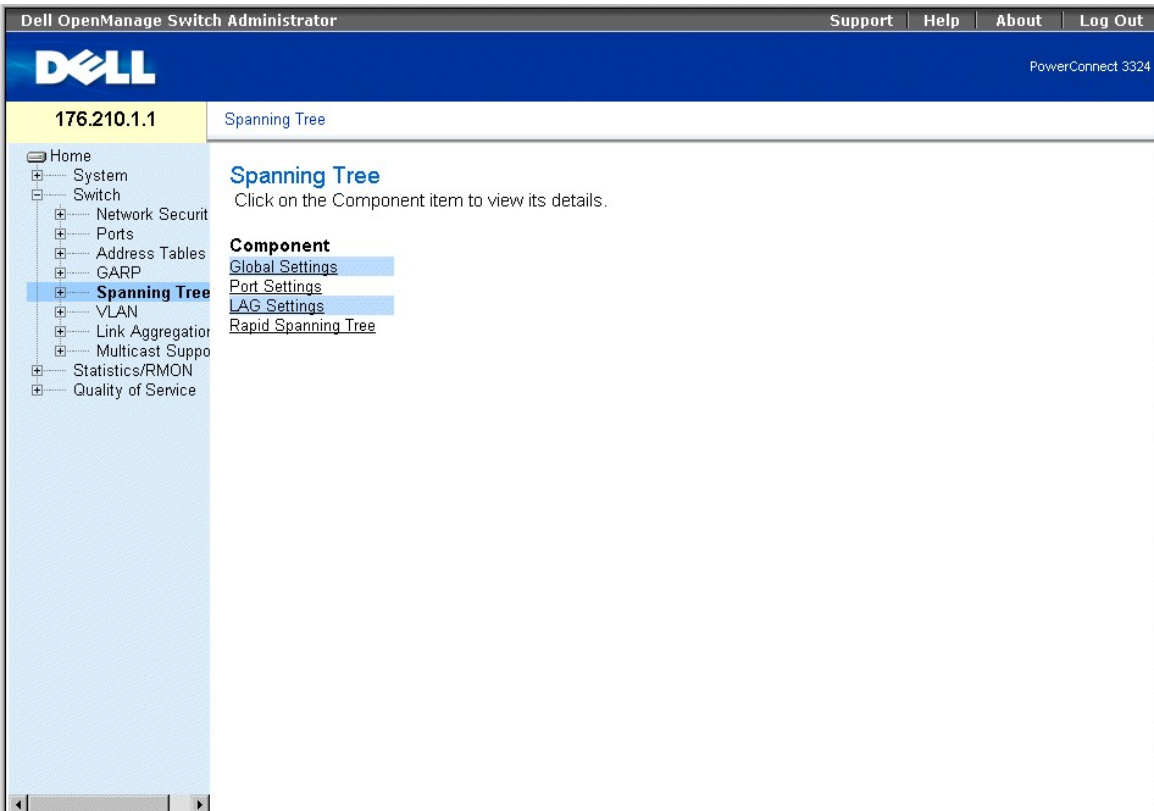 Dell OpenManage Switch Administrator Support Help About Log Out
DELL
PowerConnect 3324
176.210.1.1
Spanning Tree
Home
System
Switch
Network Securit
Ports
Address Tables
GARP
Spanning Tree
VLAN
Link Aggregation
Multicast Suppo
Statistics/RMON
Quality of Service
Spanning Tree
Click on the Component item to view its details.
Component
Global Settings
Port Settings
LAG Settings
Rapid Spanning Tree